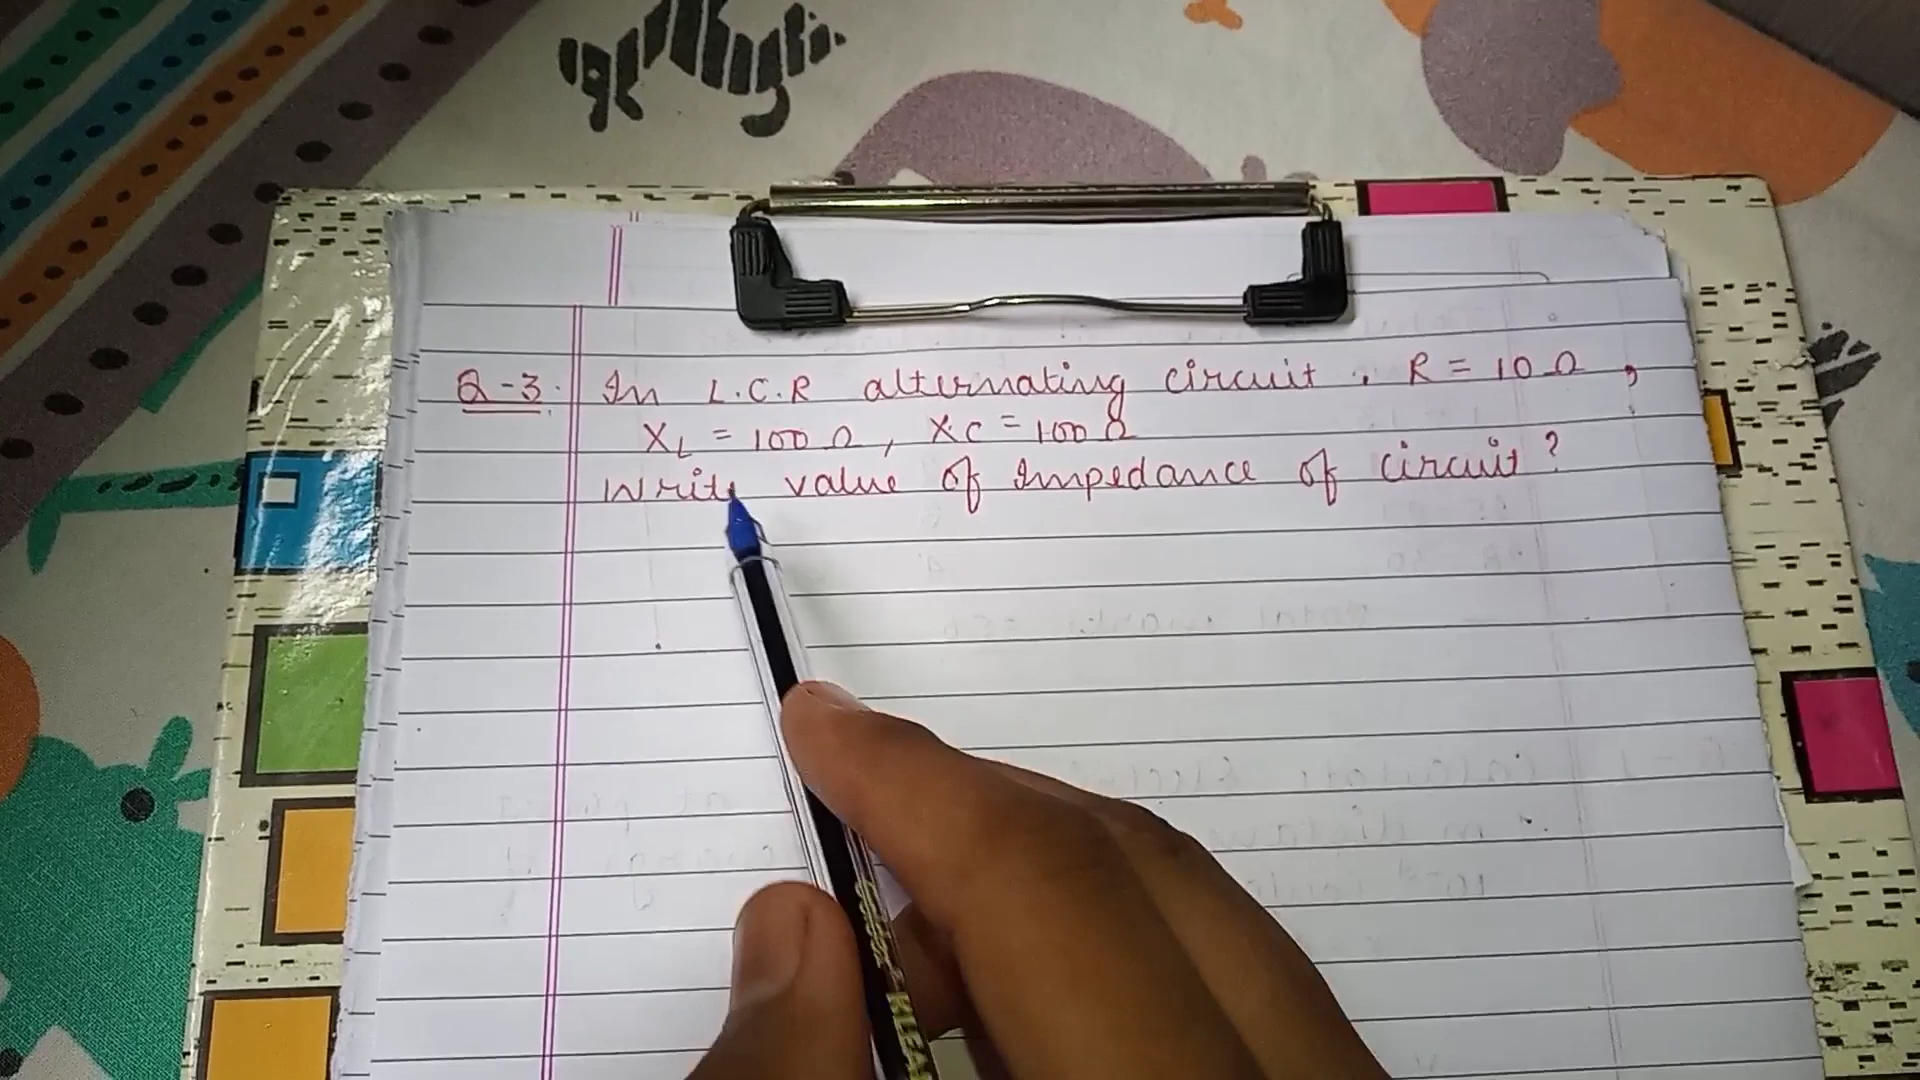 Q-3. In L.C.R alternating circuit. R = 10 Ω,
XL = 100 Ω, XC = 100 Ω
Write value of Impedance of circuit?